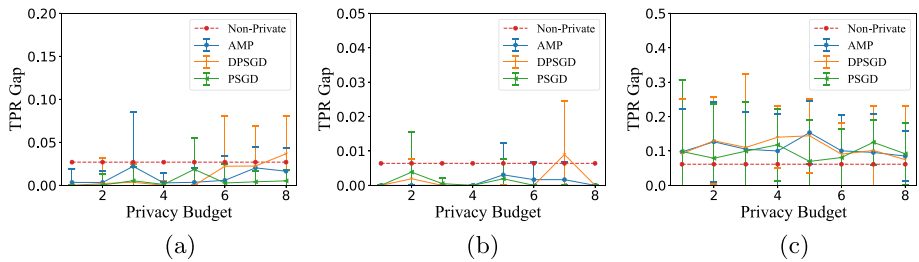 0.20
0.15
0.10
0.05
0.00
TPR Gap
Non-Private
AMP
DPSGD
PSGD
2
4
6
8
Privacy Budget
(a)
0.05
0.04
0.03
0.02
0.01
0.00
TPR Gap
Non-Private
AMP
DPSGD
PSGD
2
4
6
8
Privacy Budget
(b)
0.5
0.4
0.3
0.2
0.1
0.0
TPR Gap
Non-Private
AMP
DPSGD
PSGD
2
4
6
8
Privacy Budget
(c)